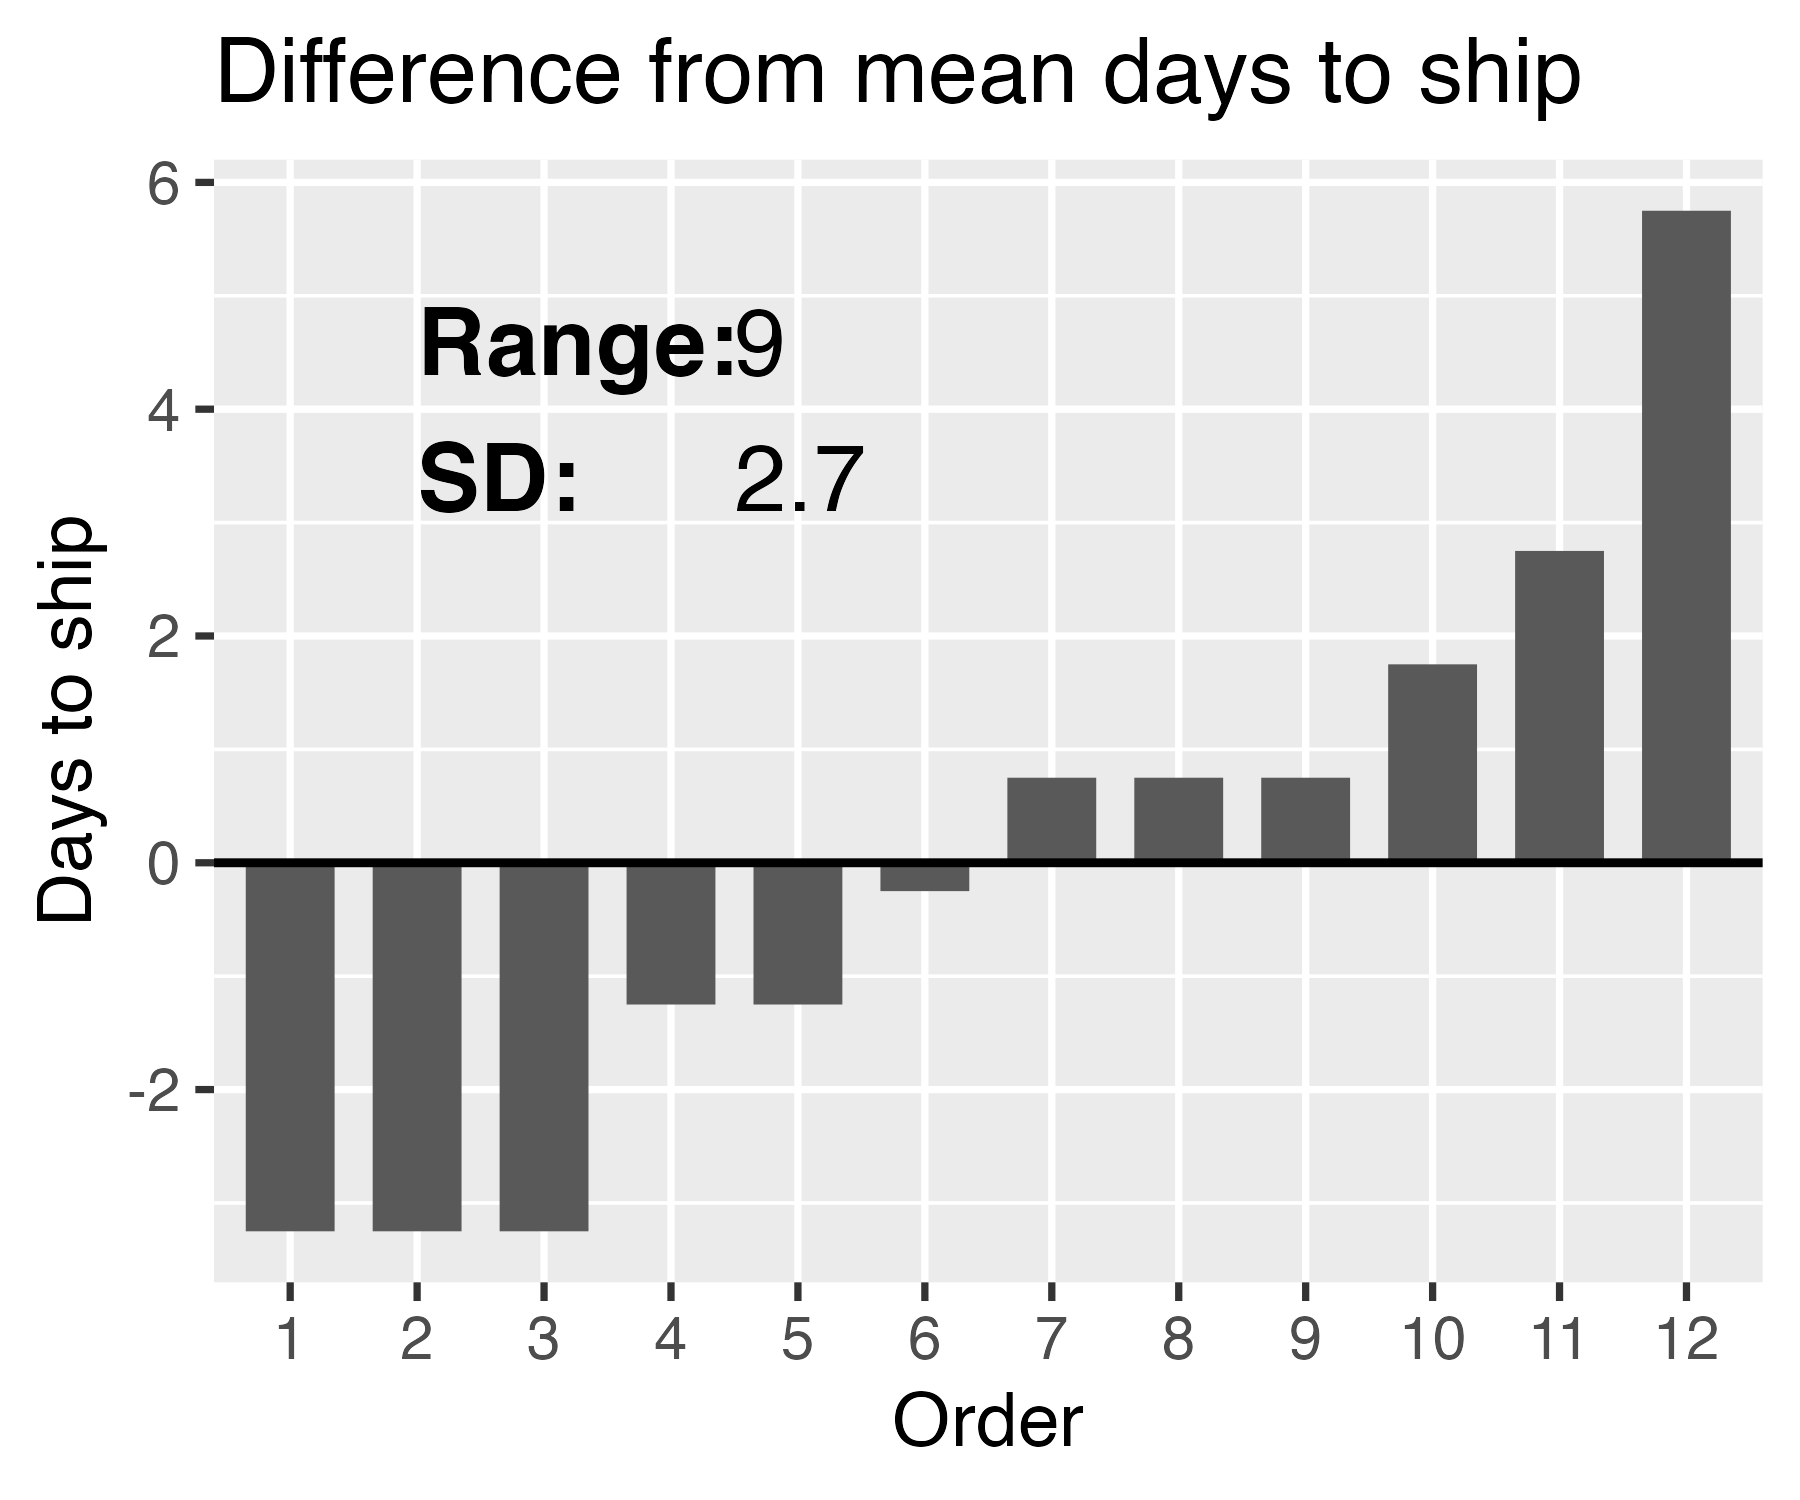 Difference from mean days to ship
6
Range: 9
4
SD: 2.7
2
0
-2
Days to ship
1 2 3 4 5 6 7 8 9 10 11 12
Order